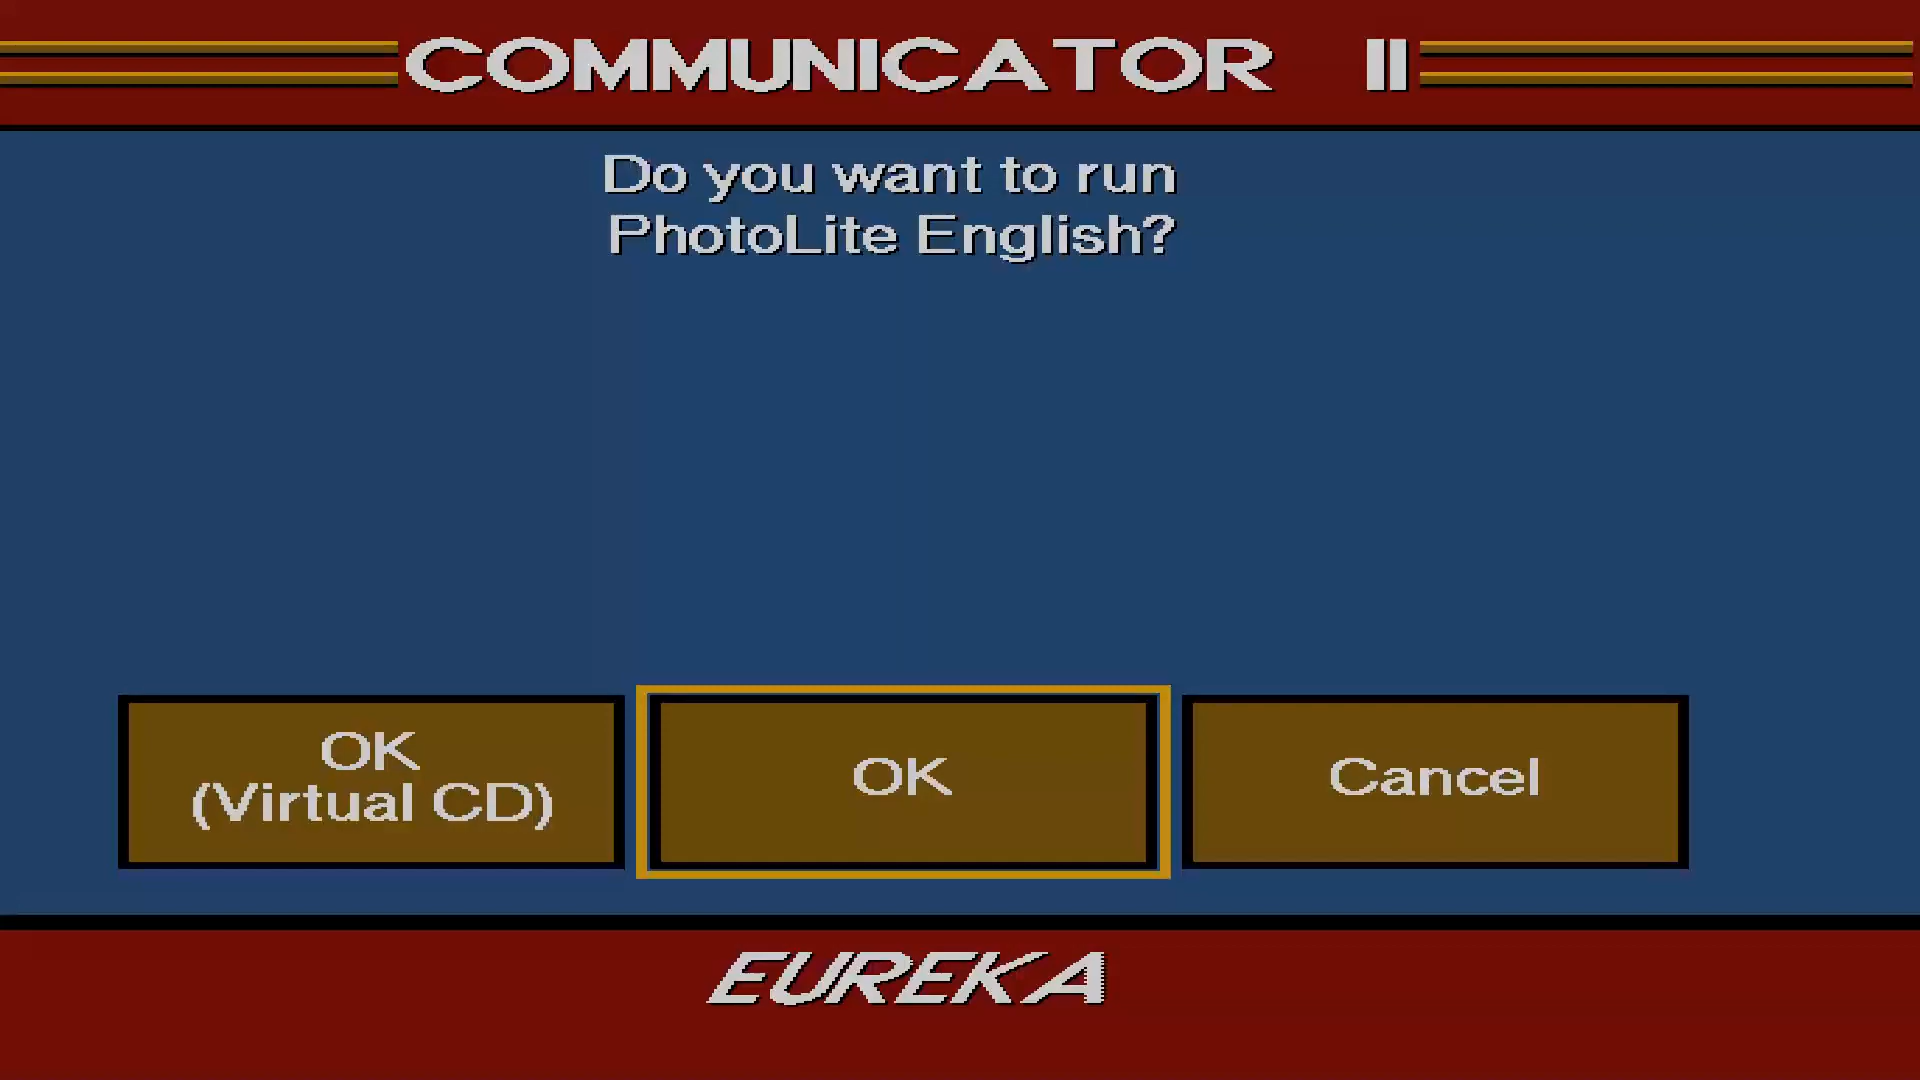 COMMUNICATOR II
Do you want to run
PhotoLite English?
OK
(Virtual CD)
OK
Cancel
EUREKA